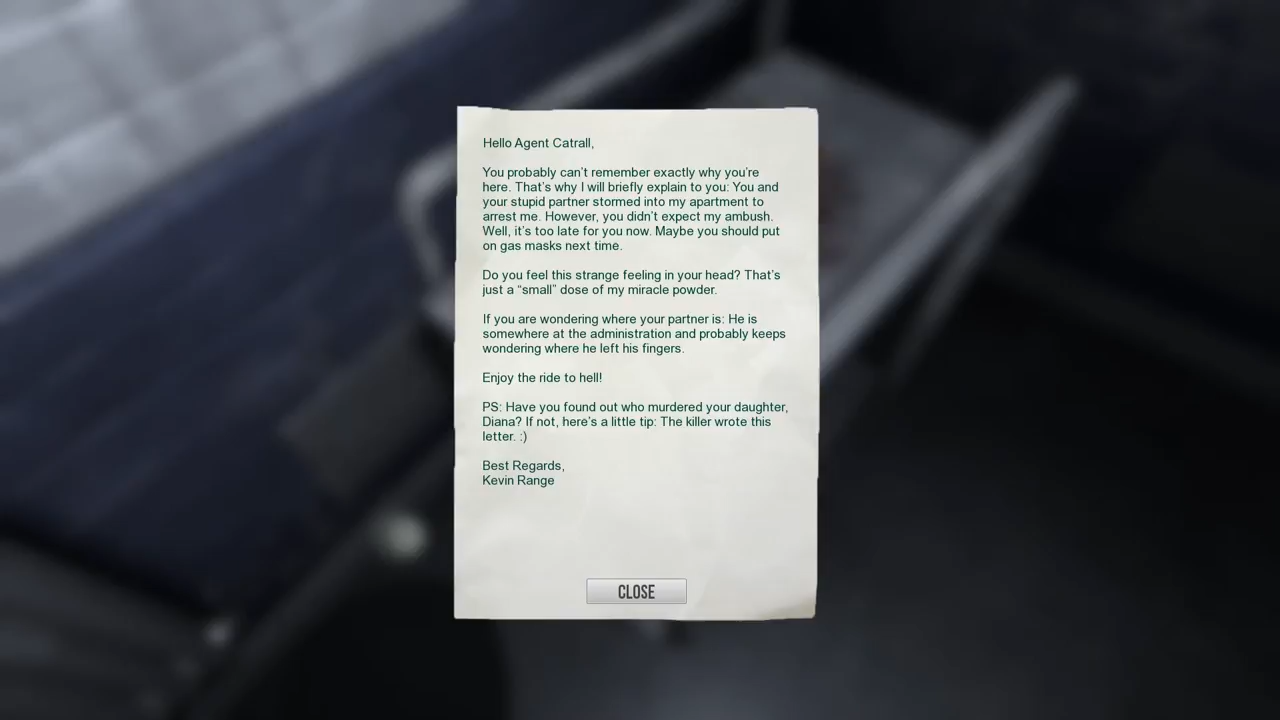 Hello Agent Catrall,
You probably can't remember exactly why you're
here. That's why I will briefly explain to you: You and
your stupid partner stormed into my apartment to
arrest me. However, you didn't expect my ambush.
Well, it's too late for you now. Maybe you should put
on gas masks next time.
Do you feel this strange feeling in your head? That's
just a “small” dose of my miracle powder.
If you are wondering where your partner is: He is
somewhere at the administration and probably keeps
wondering where he left his fingers.
Enjoy the ride to hell!
PS: Have you found out who murdered your daughter,
Diana? If not, here's a little tip: The killer wrote this
letter. :)
Best Regards,
Kevin Range
CLOSE